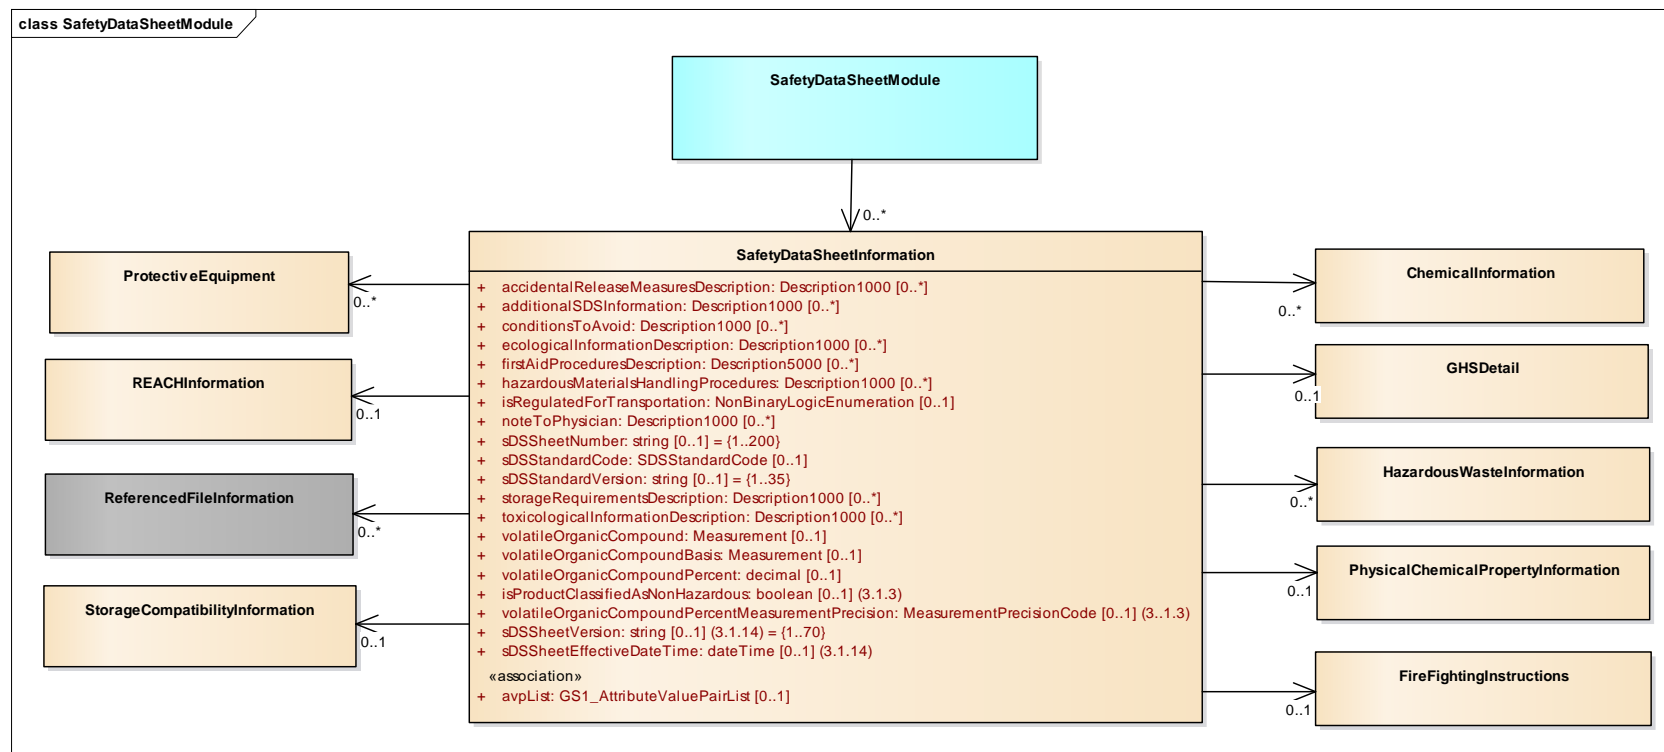 class SafetyDataSheetModule
SafetyDataSheetModule
0..*
SafetyDataSheetInformation
+ accidentalReleaseMeasuresDescription: Description1000 [0..*]
+ additionalSDSInformation: Description1000 [0..*]
+ conditionsToAvoid: Description1000 [0..*]
+ ecologicalInformationDescription: Description1000 [0..*]
+ firstAidProceduresDescription: Description5000 [0..*]
+ hazardousMaterialsHandlingProcedures: Description1000 [0..*]
+ isRegulatedForTransportation: NonBinaryLogicEnumeration [0..1]
+ noteToPhysician: Description1000 [0..*]
+ sDSSheetNumber: string [0..1] = {1..200}
+ sDSStandardCode: SDSStandardCode [0..1]
+ sDSStandardVersion: string [0..1] = {1..35}
+ storageRequirementsDescription: Description1000 [0..*]
+ toxicologicalInformationDescription: Description1000 [0..*]
+ volatileOrganicCompound: Measurement [0..1]
+ volatileOrganicCompoundBasis: Measurement [0..1]
+ volatileOrganicCompoundPercent: decimal [0..1]
+ isProductClassifiedAsNonHazardous: boolean [0..1] (3.1.3)
+ volatileOrganicCompoundPercentMeasurementPrecision: MeasurementPrecisionCode [0..1] (3..1.3)
+ sDSSheetVersion: string [0..1] (3.1.14) = {1..70}
+ sDSSheetEffectiveDateTime: dateTime [0..1] (3.1.14)
«association»
+ avpList: GS1_AttributeValuePairList [0..1]
ProtectiveEquipment
0..*
REACHInformation
0..1
ReferencedFileInformation
0..*
StorageCompatibilityInformation
0..1
ChemicalInformation
0..*
GHSDetail
0..1
HazardousWasteInformation
0..*
PhysicalChemicalPropertyInformation
0..1
FireFightingInstructions
0..1